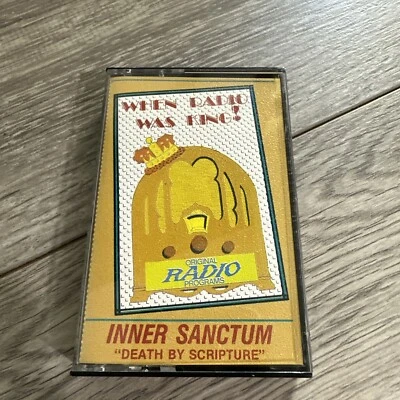 WHEN RADIO
WAS KING!
ORIGINAL
RADIO
PROGRAMS
INNER SANCTUM
"DEATH BY SCRIPTURE"